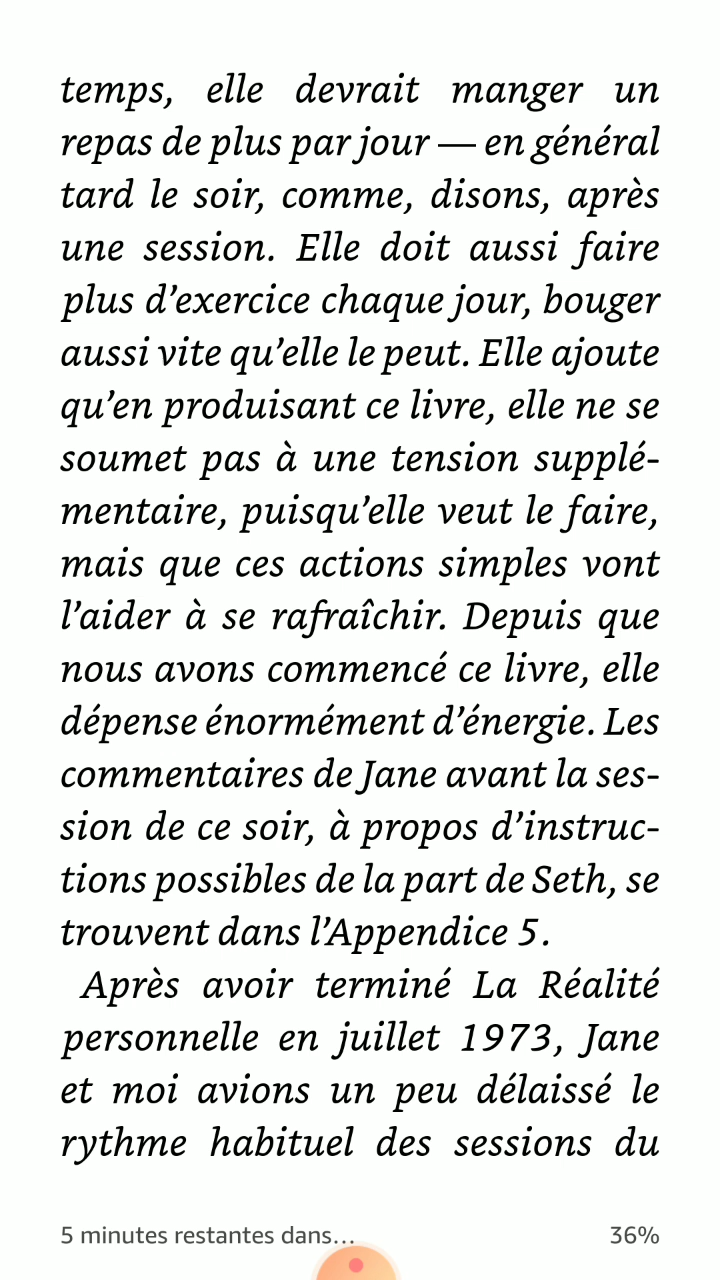 temps, elle devrait manger un
repas de plus par jour — en général
tard le soir, comme, disons, après
une session. Elle doit aussi faire
plus d’exercice chaque jour, bouger
aussi vite qu’elle le peut. Elle ajoute
qu’en produisant ce livre, elle ne se
soumet pas à une tension supplé-
mentaire, puisqu’elle veut le faire,
mais que ces actions simples vont
l’aider à se rafraîchir. Depuis que
nous avons commencé ce livre, elle
dépense énormément d’énergie. Les
commentaires de Jane avant la ses-
sion de ce soir, à propos d’instruc-
tions possibles de la part de Seth, se
trouvent dans l’Appendice 5.
Après avoir terminé La Réalité
personnelle en juillet 1973, Jane
et moi avions un peu délaissé le
rythme habituel des sessions du
5 minutes restantes dans… 36%